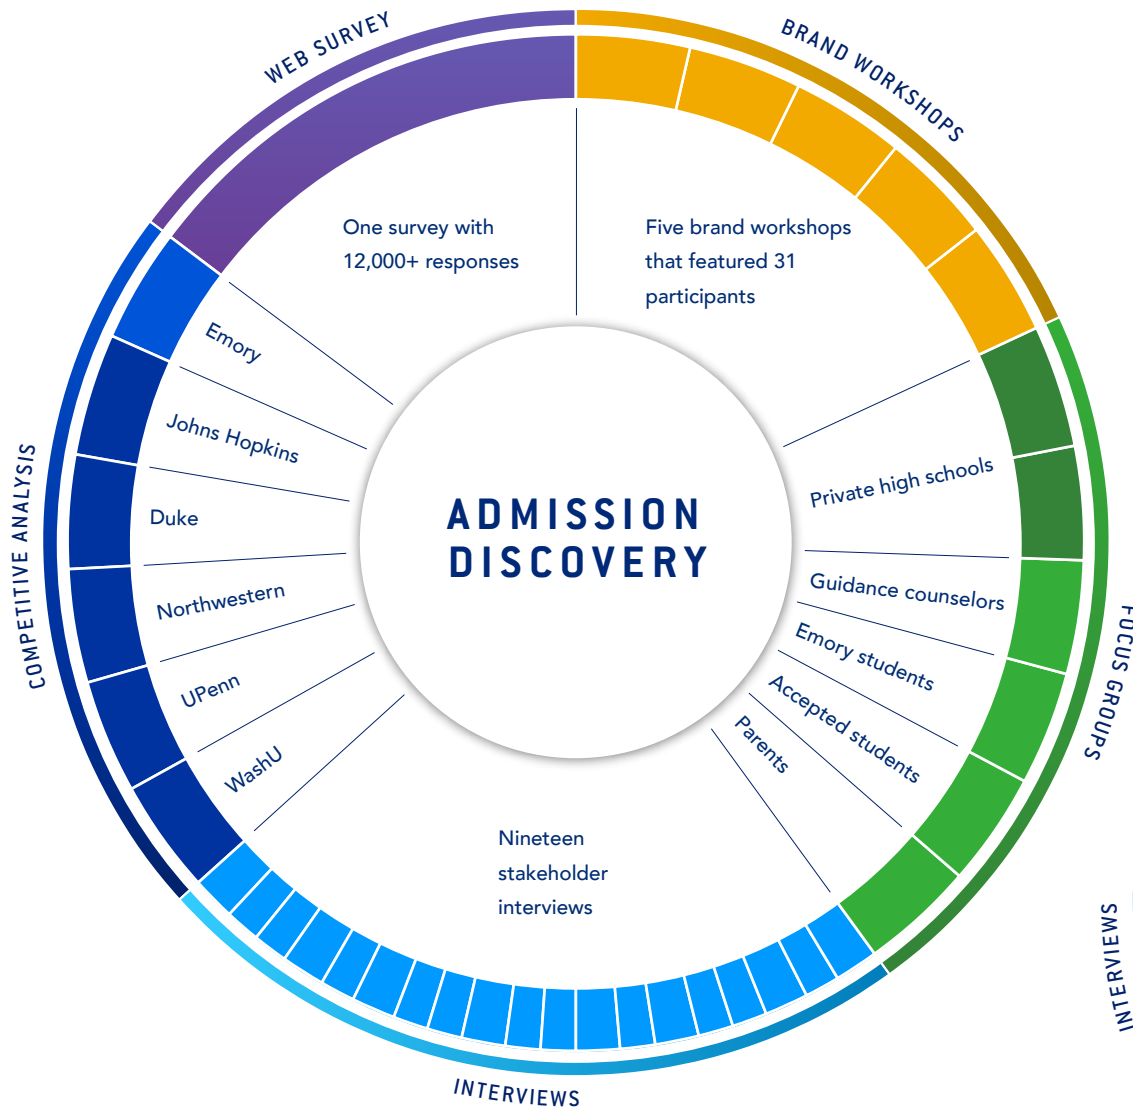 WEB SURVEY
BRAND WORKSHOPS
One survey with
12,000+ responses
Five brand workshops
that featured 31
participants
Emory
Johns Hopkins
Duke
Northwestern
UPenn
WashU
COMPETITIVE ANALYSIS
ADMISSION
DISCOVERY
Private high schools
Guidance counselors
Emory students
Accepted students
Parents
FOCUS GROUPS
Nineteen
stakeholder
interviews
INTERVIEWS
INTERVIEWS